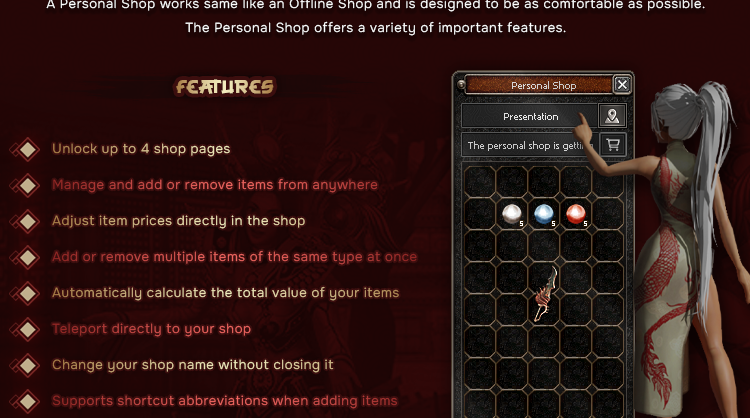 A Personal Shop works same like an Offline Shop and is designed to be as comfortable as possible.
The Personal Shop offers a variety of important features.
FEATURES
Unlock up to 4 shop pages
Manage and add or remove items from anywhere
Adjust item prices directly in the shop
Add or remove multiple items of the same type at once
Automatically calculate the total value of your items
Teleport directly to your shop
Change your shop name without closing it
Supports shortcut abbreviations when adding items
Personal Shop
Presentation
The personal shop is
5 5 5